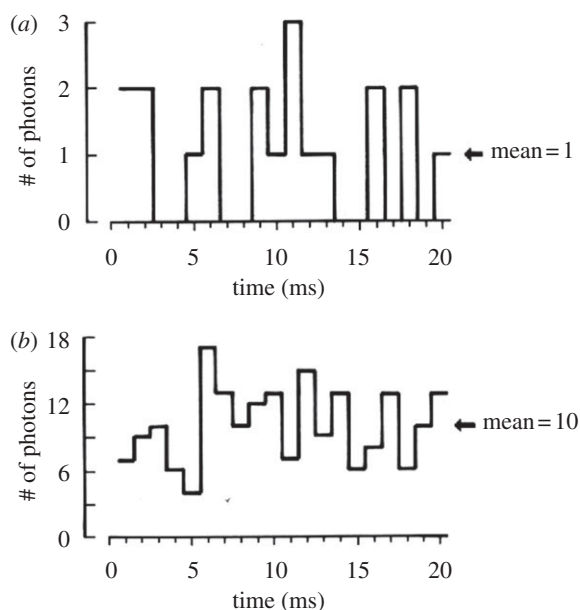 (a)
3
2
1
0
# of photons
mean = 1
0 5 10 15 20
time (ms)
(b)
18
12
6
0
# of photons
mean = 10
0 5 10 15 20
time (ms)